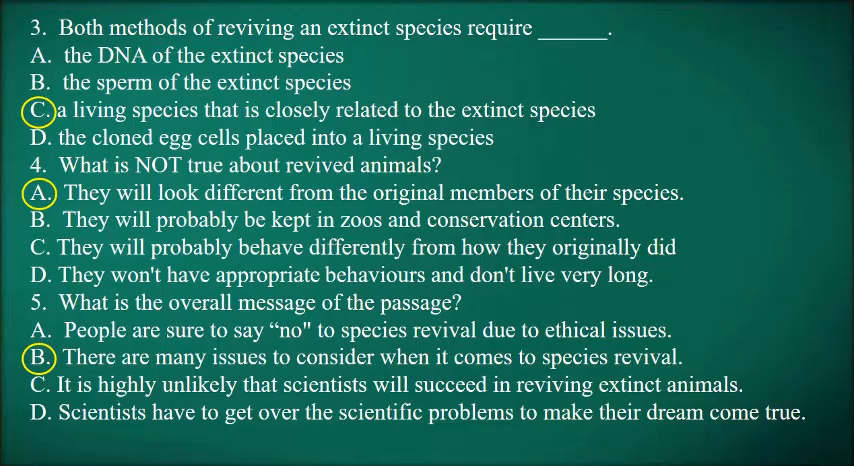 3. Both methods of reviving an extinct species require ______.
A. the DNA of the extinct species
B. the sperm of the extinct species
C. a living species that is closely related to the extinct species
D. the cloned egg cells placed into a living species
4. What is NOT true about revived animals?
A. They will look different from the original members of their species.
B. They will probably be kept in zoos and conservation centers.
C. They will probably behave differently from how they originally did
D. They won't have appropriate behaviours and don't live very long.
5. What is the overall message of the passage?
A. People are sure to say “no" to species revival due to ethical issues.
B. There are many issues to consider when it comes to species revival.
C. It is highly unlikely that scientists will succeed in reviving extinct animals.
D. Scientists have to get over the scientific problems to make their dream come true.